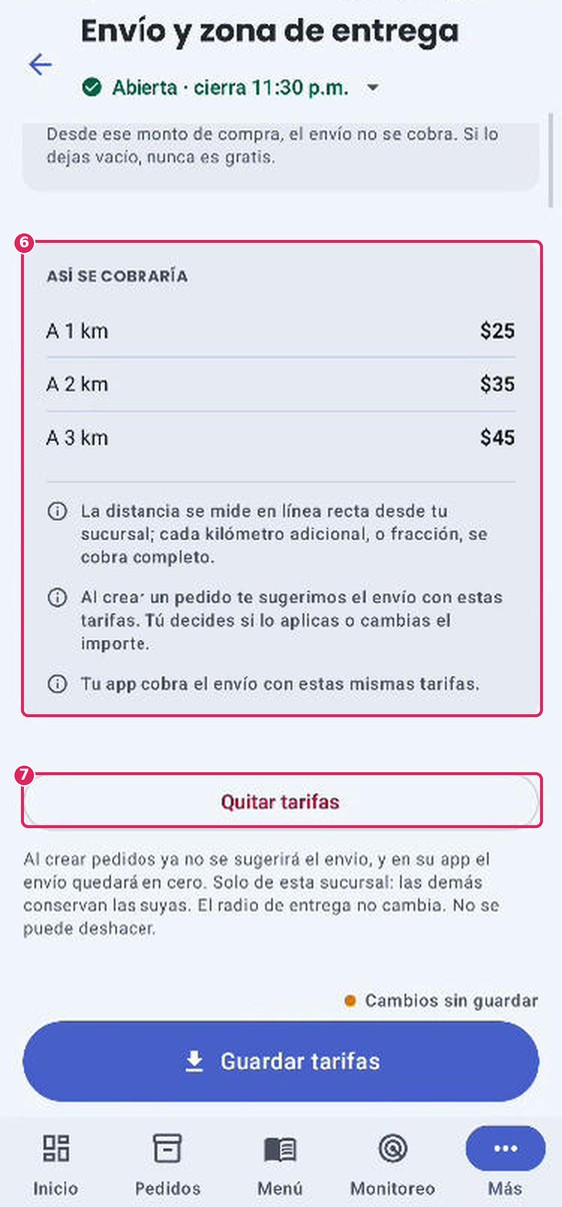 Envío y zona de entrega
Abierta · cierra 11:30 p.m.
Desde ese monto de compra, el envío no se cobra. Si lo
dejas vacío, nunca es gratis.
6
ASÍ SE COBRARÍA
A 1 km $25
A 2 km $35
A 3 km $45
La distancia se mide en línea recta desde tu
sucursal; cada kilómetro adicional, o fracción, se
cobra completo.
Al crear un pedido te sugerimos el envío con estas
tarifas. Tú decides si lo aplicas o cambias el
importe.
Tu app cobra el envío con estas mismas tarifas.
7
Quitar tarifas
Al crear pedidos ya no se sugerirá el envío, y en su app el
envío quedará en cero. Solo de esta sucursal: las demás
conservan las suyas. El radio de entrega no cambia. No se
puede deshacer.
Cambios sin guardar
Guardar tarifas
Inicio Pedidos Menú Monitoreo Más